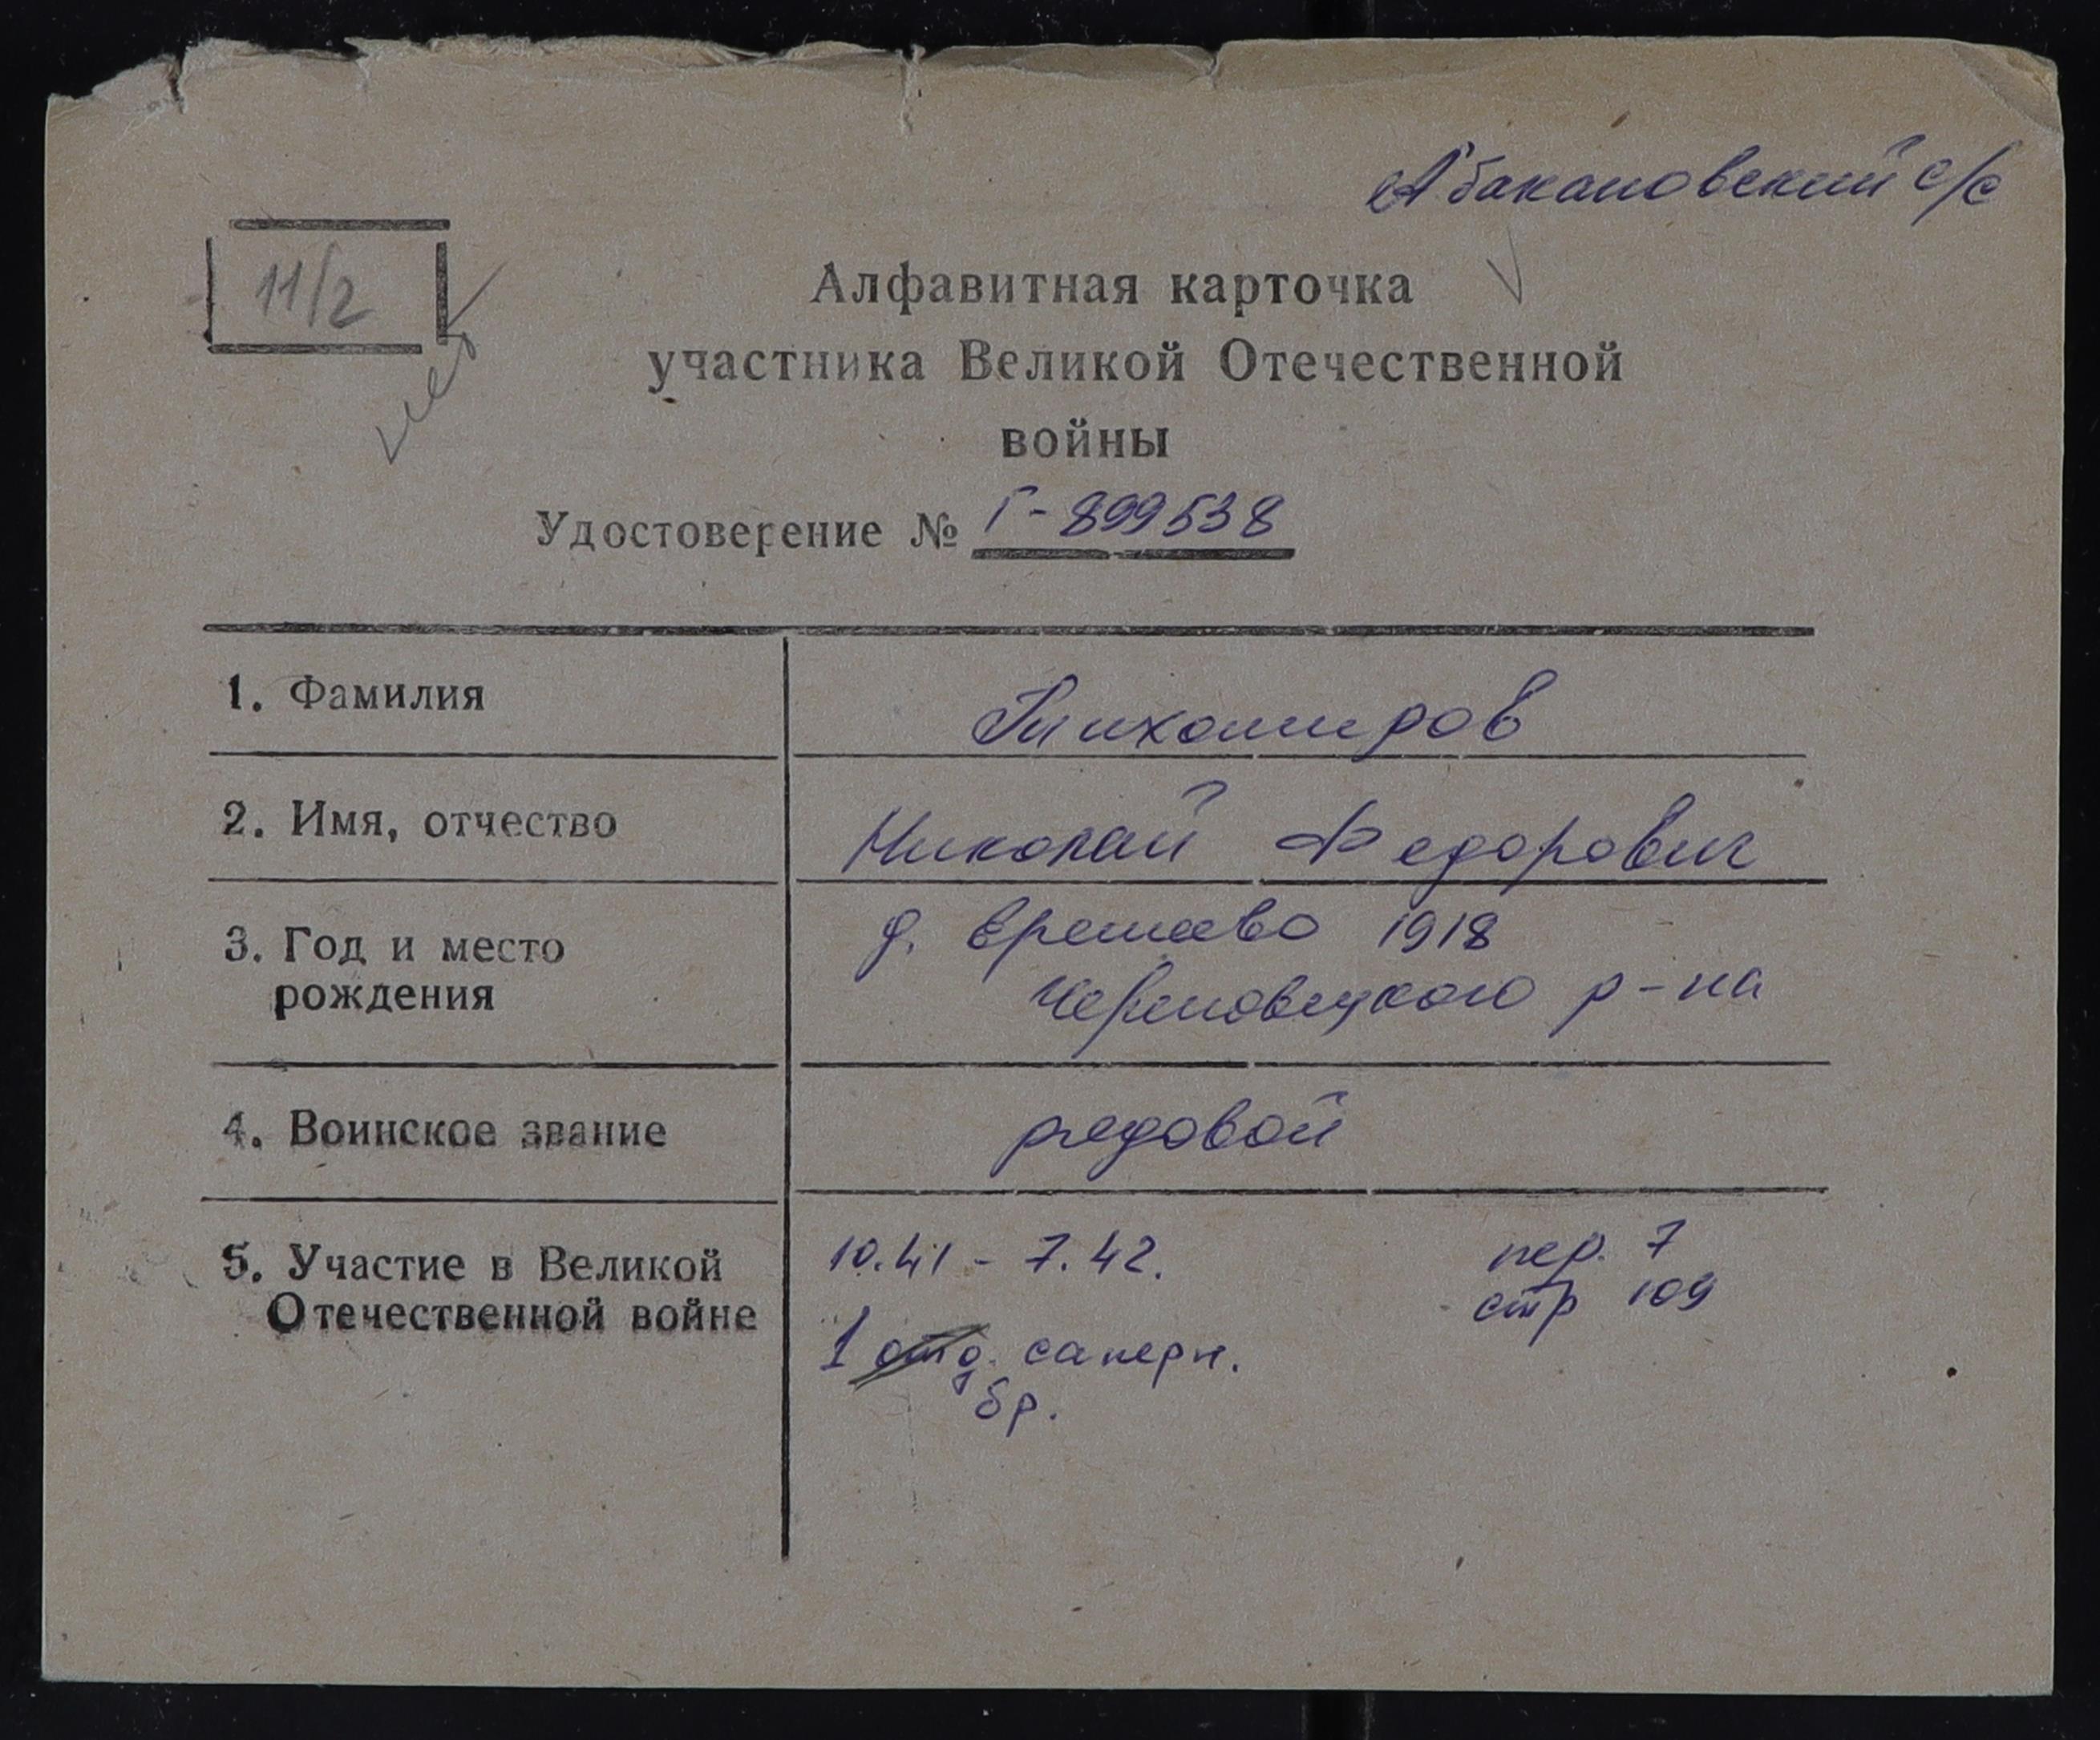 Абакановский с/с
11/2
Алфавитная карточка
участника Великой Отечественной
войны
Удостоверение № Г-899538
1. Фамилия Тихомиров
2. Имя, отчество Николай Федорович
3. Год и место д. 1918
рождения Череповецкого р-на
4. Воинское звание рядовой
5. Участие в Великой 10.41 - 7.42. пер. 7
Отечественной войне стр 109
1 отд. саперн.
бр.